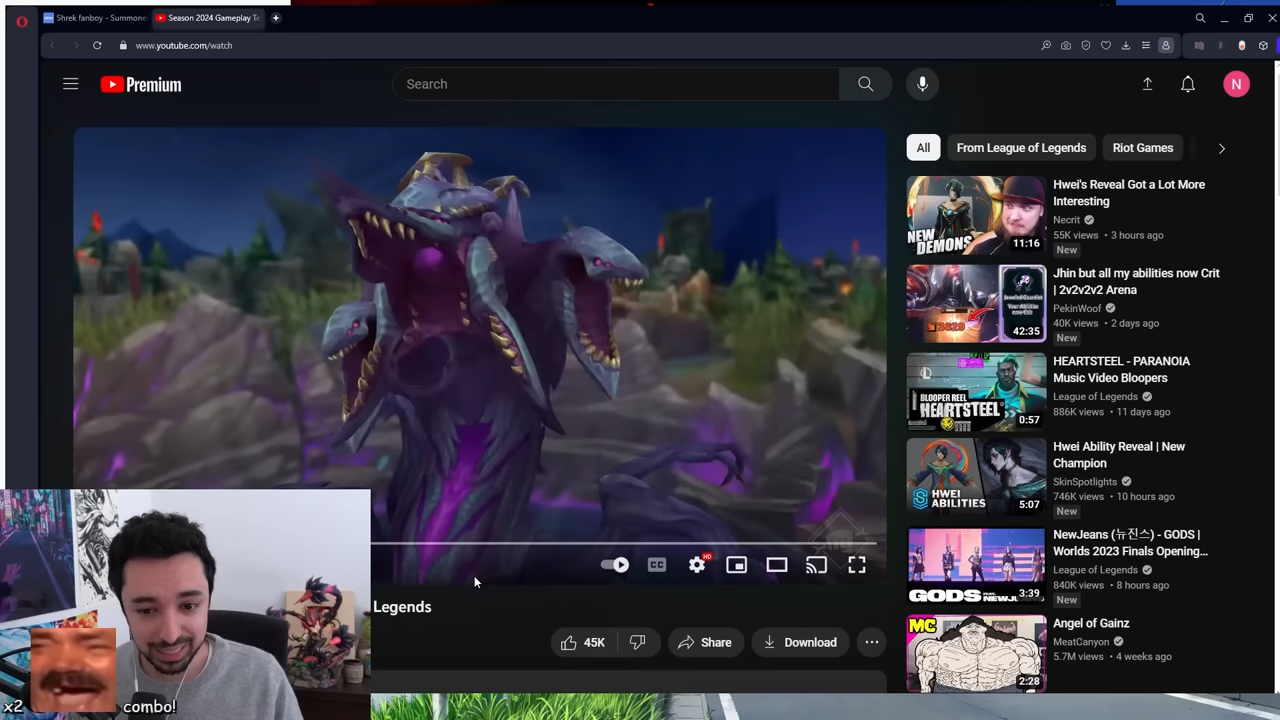 Shrek fanboy - Summone
Season 2024 Gameplay Te
www.youtube.com/watch
Premium
Search
N
All
From League of Legends
Riot Games
NEW
DEMONS
11:16
Hwei's Reveal Got a Lot More
Interesting
Necrit
55K views • 3 hours ago
New
42:35
Jhin but all my abilities now Crit
| 2v2v2v2 Arena
PekinWoof
40K views • 2 days ago
New
BLOOPER REEL
HEARTSTEEL
0:57
HEARTSTEEL - PARANOIA
Music Video Bloopers
League of Legends
886K views • 11 days ago
HWEI
ABILITIES
5:07
Hwei Ability Reveal | New
Champion
SkinSpotlights
746K views • 10 hours ago
New
GODS
3:39
NewJeans (뉴진스) - GODS |
Worlds 2023 Finals Opening...
League of Legends
840K views • 8 hours ago
New
MC
2:28
Angel of Gainz
MeatCanyon
5.7M views • 4 weeks ago
CC
HD
Legends
45K
Share
Download
x2
combo!